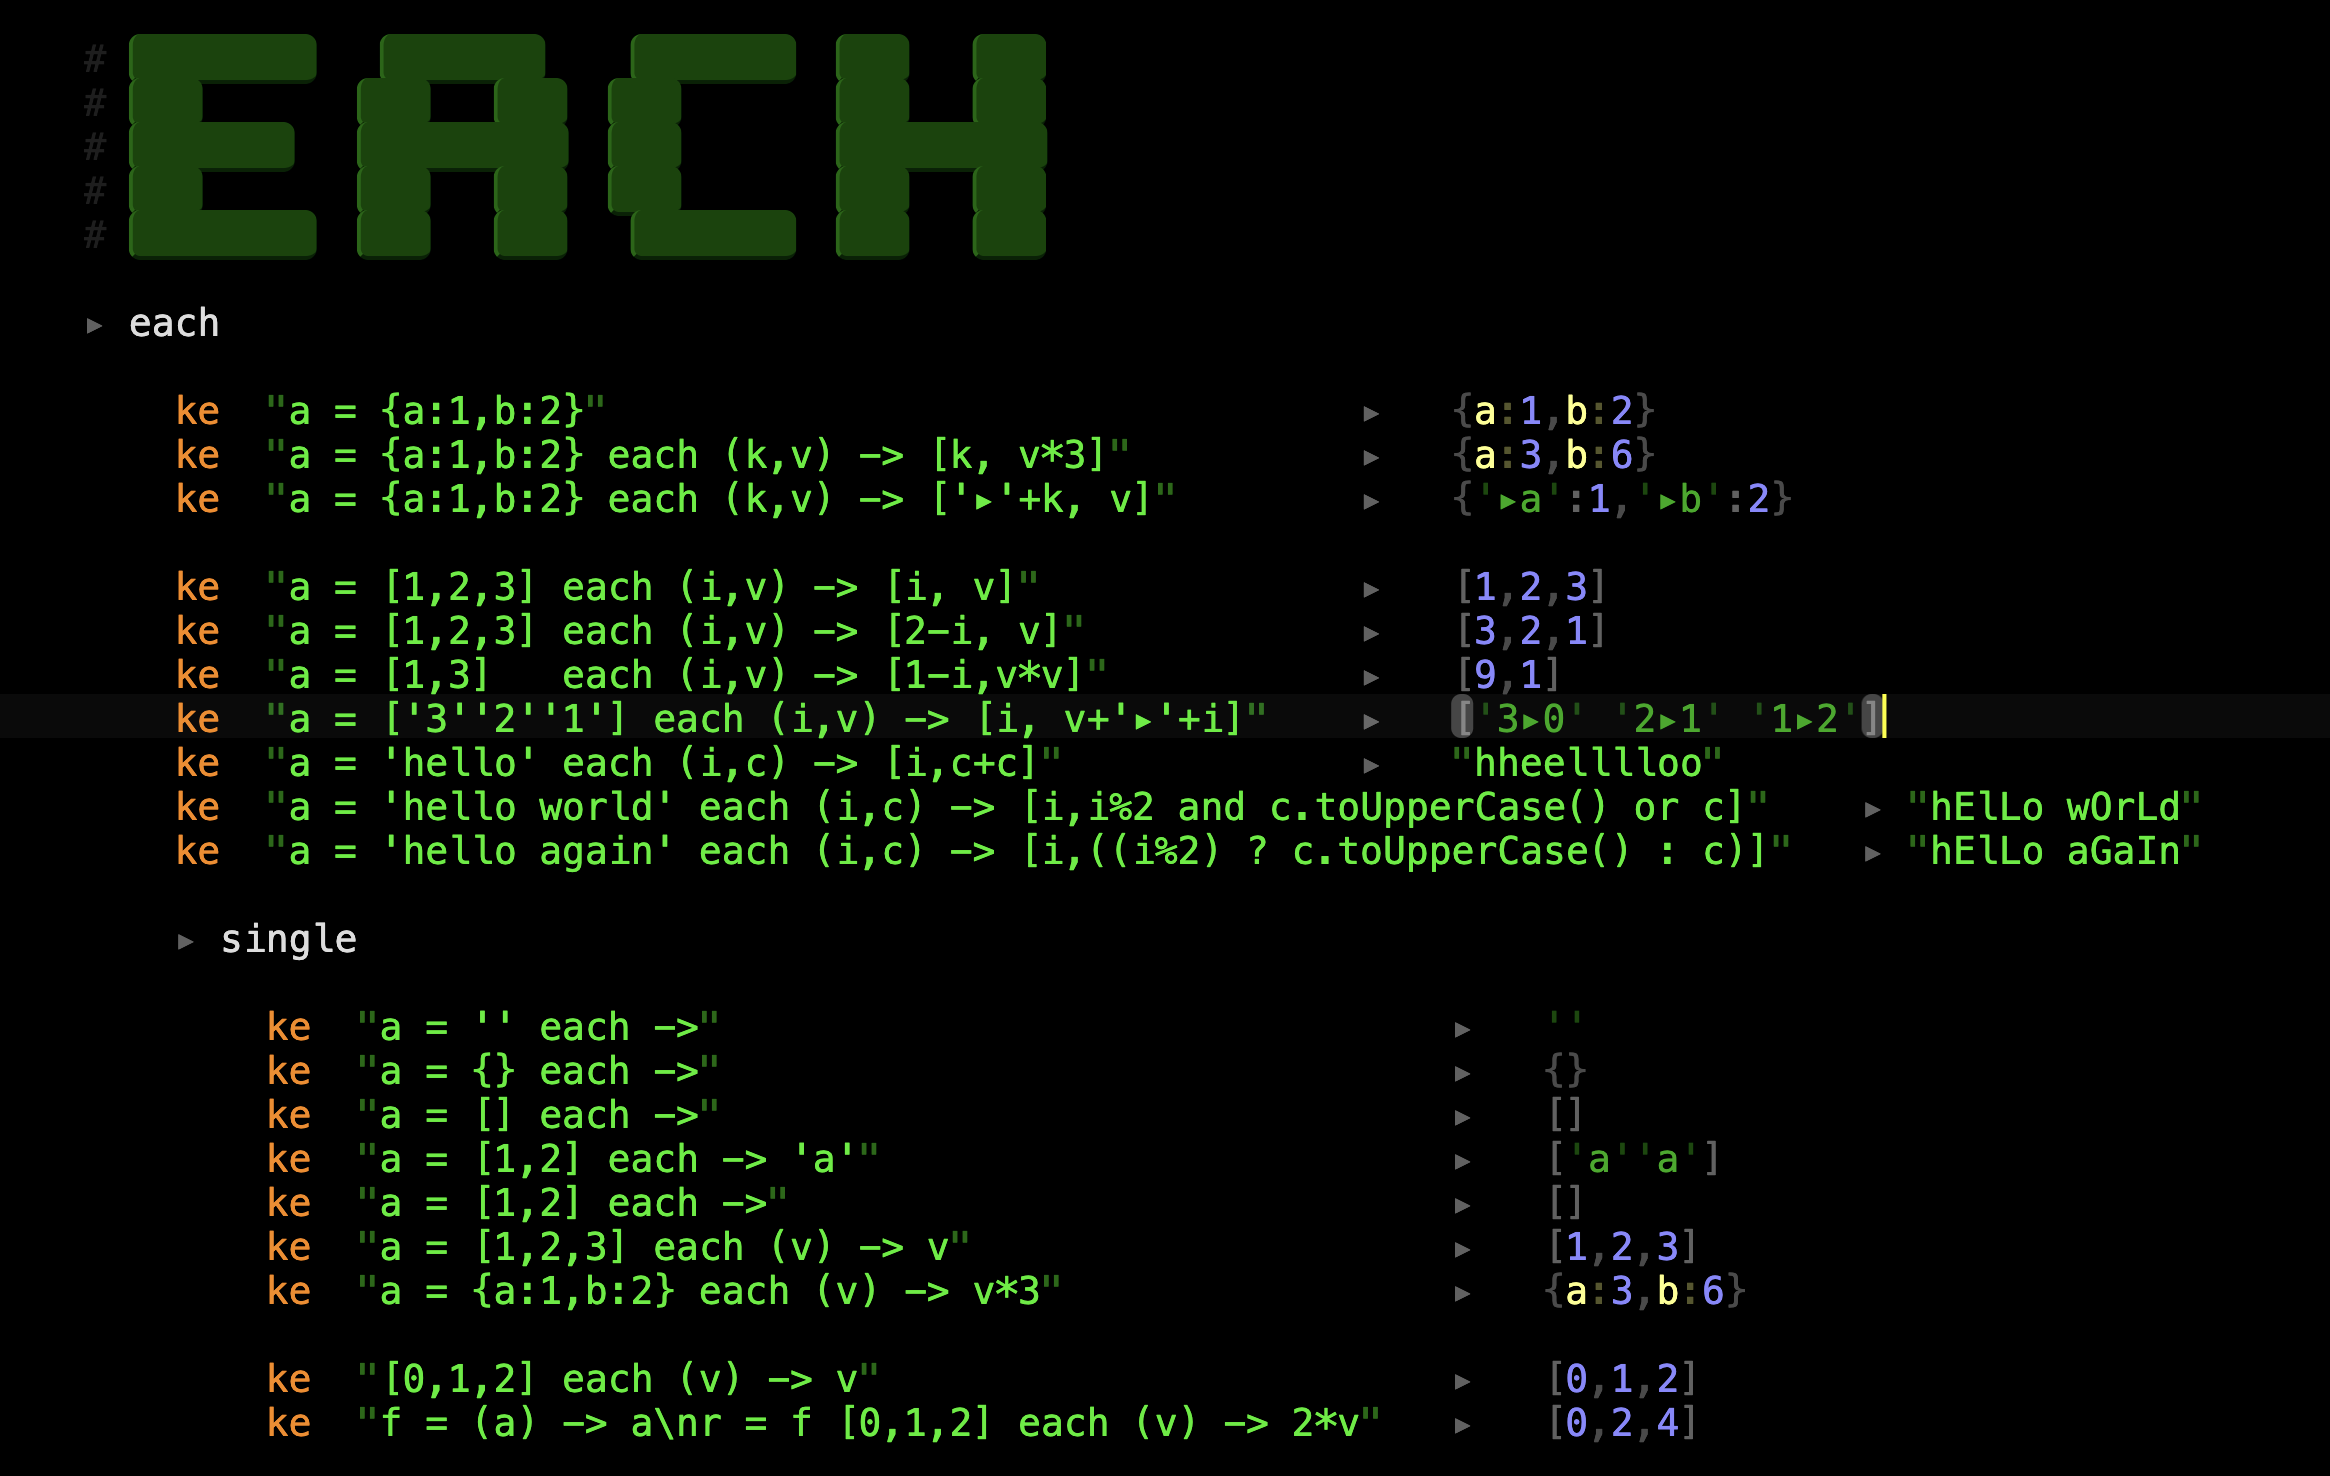 # EACH
#
#
#
#
▸ each
ke "a = {a:1,b:2}" ▸ {a:1,b:2}
ke "a = {a:1,b:2} each (k,v) -> [k, v*3]" ▸ {a:3,b:6}
ke "a = {a:1,b:2} each (k,v) -> ['▸'+k, v]" ▸ {'▸a':1,'▸b':2}
ke "a = [1,2,3] each (i,v) -> [i, v]" ▸ [1,2,3]
ke "a = [1,2,3] each (i,v) -> [2-i, v]" ▸ [3,2,1]
ke "a = [1,3]   each (i,v) -> [1-i,v*v]" ▸ [9,1]
ke "a = ['3''2''1'] each (i,v) -> [i, v+'▸'+i]" ▸ ['3▸0' '2▸1' '1▸2']
ke "a = 'hello' each (i,c) -> [i,c+c]" ▸ "hheelllloo"
ke "a = 'hello world' each (i,c) -> [i,i%2 and c.toUpperCase() or c]" ▸ "hElLo wOrLd"
ke "a = 'hello again' each (i,c) -> [i,((i%2) ? c.toUpperCase() : c)]" ▸ "hElLo aGaIn"
▸ single
ke "a = '' each ->" ▸ ''
ke "a = {} each ->" ▸ {}
ke "a = [] each ->" ▸ []
ke "a = [1,2] each -> 'a'" ▸ ['a''a']
ke "a = [1,2] each ->" ▸ []
ke "a = [1,2,3] each (v) -> v" ▸ [1,2,3]
ke "a = {a:1,b:2} each (v) -> v*3" ▸ {a:3,b:6}
ke "[0,1,2] each (v) -> v" ▸ [0,1,2]
ke "f = (a) -> a\nr = f [0,1,2] each (v) -> 2*v" ▸ [0,2,4]